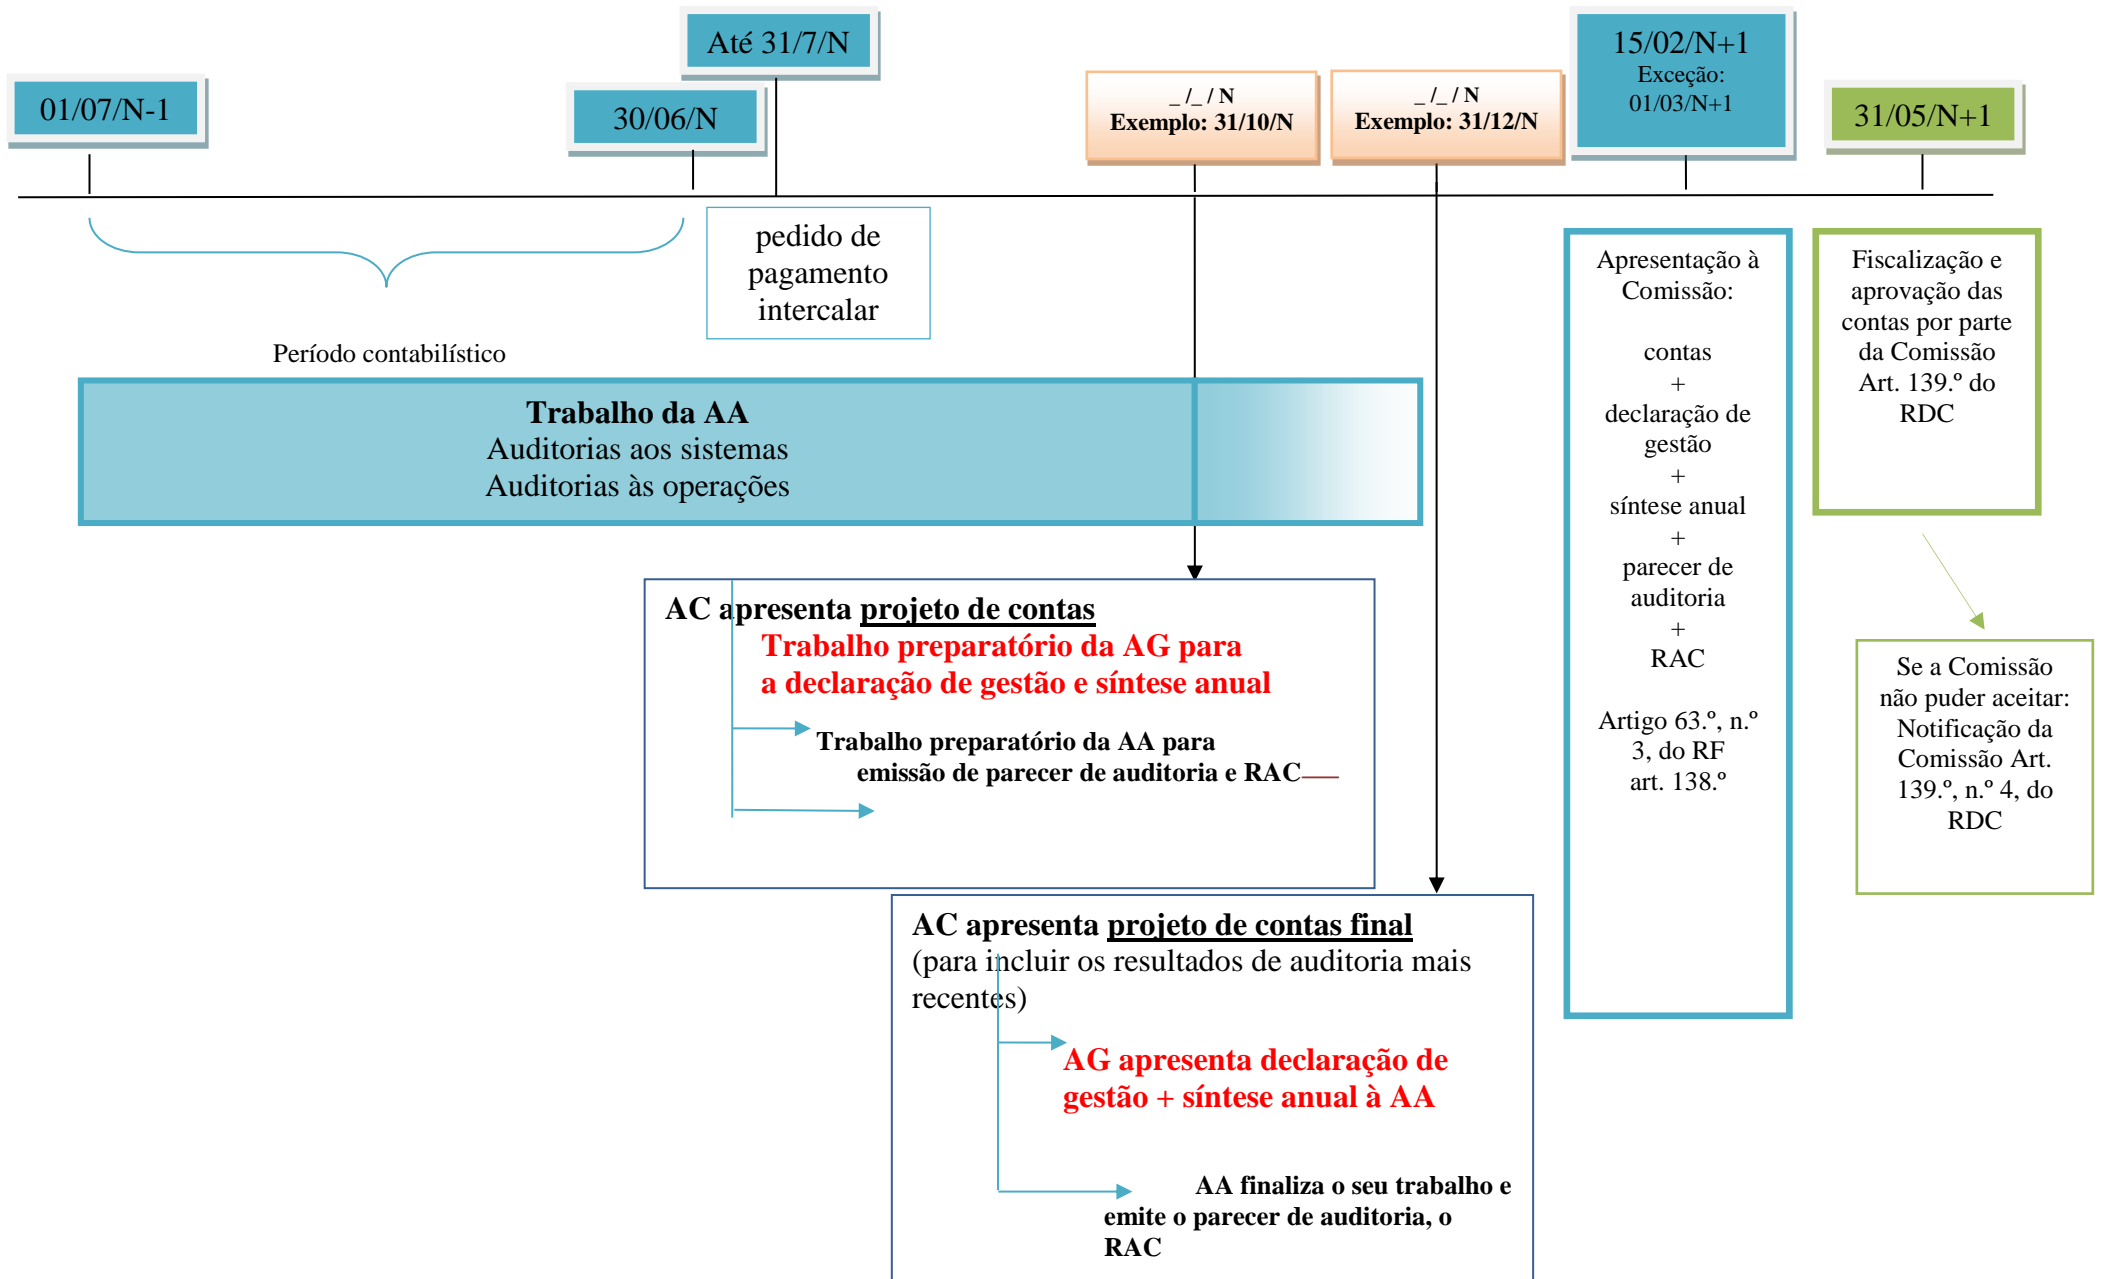 01/07/N-1
30/06/N
Até 31/7/N
_ /_ / N
Exemplo: 31/10/N
_ /_ / N
Exemplo: 31/12/N
15/02/N+1
Exceção:
01/03/N+1
31/05/N+1
pedido de
pagamento
intercalar
Período contabilístico
Trabalho da AA
Auditorias aos sistemas
Auditorias às operações
AC apresenta projeto de contas
Trabalho preparatório da AG para
a declaração de gestão e síntese anual
Trabalho preparatório da AA para
emissão de parecer de auditoria e RAC
AC apresenta projeto de contas final
(para incluir os resultados de auditoria mais
recentes)
AG apresenta declaração de
gestão + síntese anual à AA
AA finaliza o seu trabalho e
emite o parecer de auditoria, o
RAC
Apresentação à
Comissão:
contas
+
declaração de
gestão
+
síntese anual
+
parecer de
auditoria
+
RAC
Artigo 63.º, n.º
3, do RF
art. 138.º
Fiscalização e
aprovação das
contas por parte
da Comissão
Art. 139.º do
RDC
Se a Comissão
não puder aceitar:
Notificação da
Comissão Art.
139.º, n.º 4, do
RDC